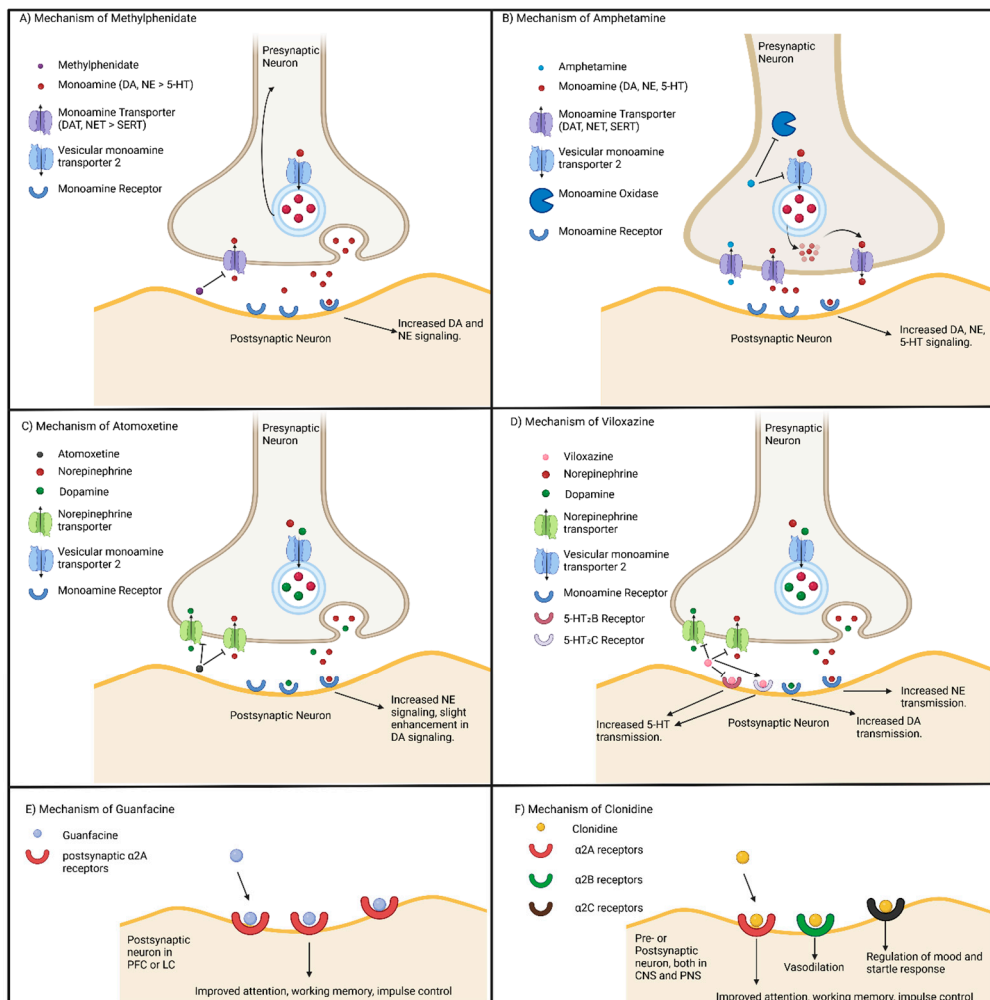 A) Mechanism of Methylphenidate
Presynaptic
Neuron
Methylphenidate
Monoamine (DA, NE > 5-HT)
Monoamine Transporter
(DAT, NET > SERT)
Vesicular monoamine
transporter 2
Monoamine Receptor
Postsynaptic Neuron
Increased DA and
NE signaling.
B) Mechanism of Amphetamine
Presynaptic
Neuron
Amphetamine
Monoamine (DA, NE, 5-HT)
Monoamine Transporter
(DAT, NET, SERT)
Vesicular monoamine
transporter 2
Monoamine Oxidase
Monoamine Receptor
Postsynaptic Neuron
Increased DA, NE,
5-HT signaling.
C) Mechanism of Atomoxetine
Presynaptic
Neuron
Atomoxetine
Norepinephrine
Dopamine
Norepinephrine
transporter
Vesicular monoamine
transporter 2
Monoamine Receptor
Postsynaptic Neuron
Increased NE
signaling, slight
enhancement in
DA signaling.
D) Mechanism of Viloxazine
Presynaptic
Neuron
Viloxazine
Norepinephrine
Dopamine
Norepinephrine
transporter
Vesicular monoamine
transporter 2
Monoamine Receptor
5-HT₂B Receptor
5-HT₂C Receptor
Increased 5-HT
transmission.
Postsynaptic Neuron
Increased NE
transmission.
Increased DA
transmission.
E) Mechanism of Guanfacine
Guanfacine
postsynaptic α2A
receptors
Postsynaptic
neuron in
PFC or LC
Improved attention, working memory, impulse control
F) Mechanism of Clonidine
Clonidine
α2A receptors
α2B receptors
α2C receptors
Pre- or
Postsynaptic
neuron, both in
CNS and PNS
Vasodilation
Regulation of mood and
startle response
Improved attention, working memory, impulse control